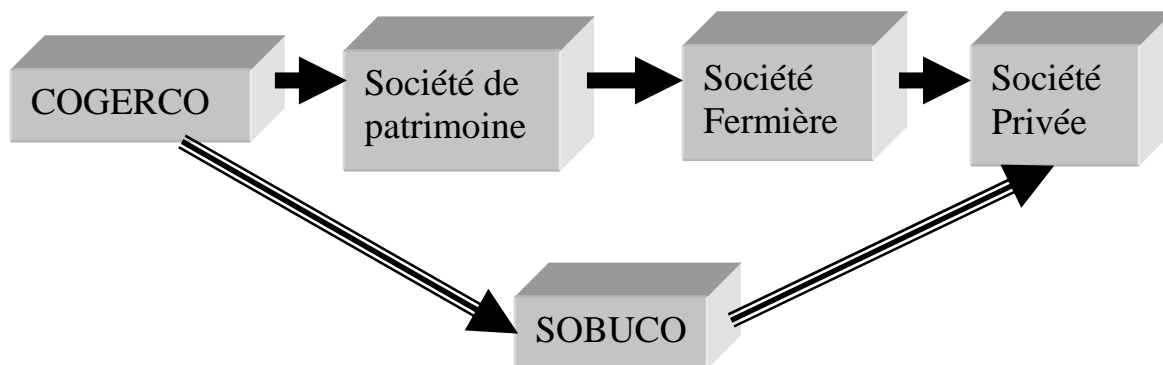 COGERCO
Société de
patrimoine
Société
Fermière
Société
Privée
SOBUCO